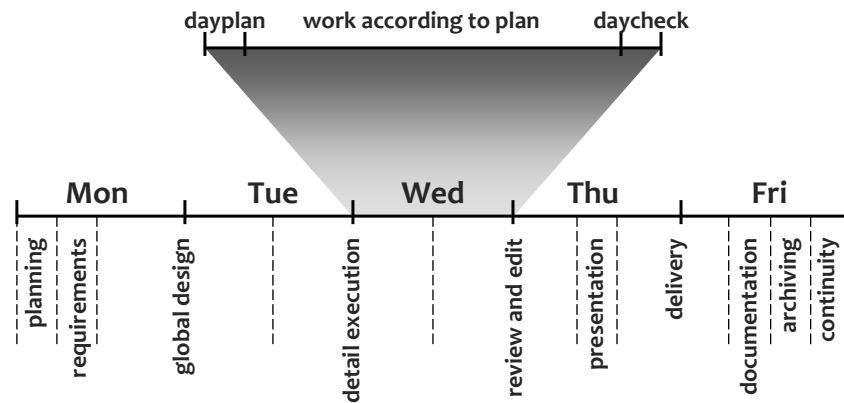 dayplan work according to plan daycheck
Mon Tue Wed Thu Fri
planning
requirements
global design
detail execution
review and edit
presentation
delivery
documentation
archiving
continuity